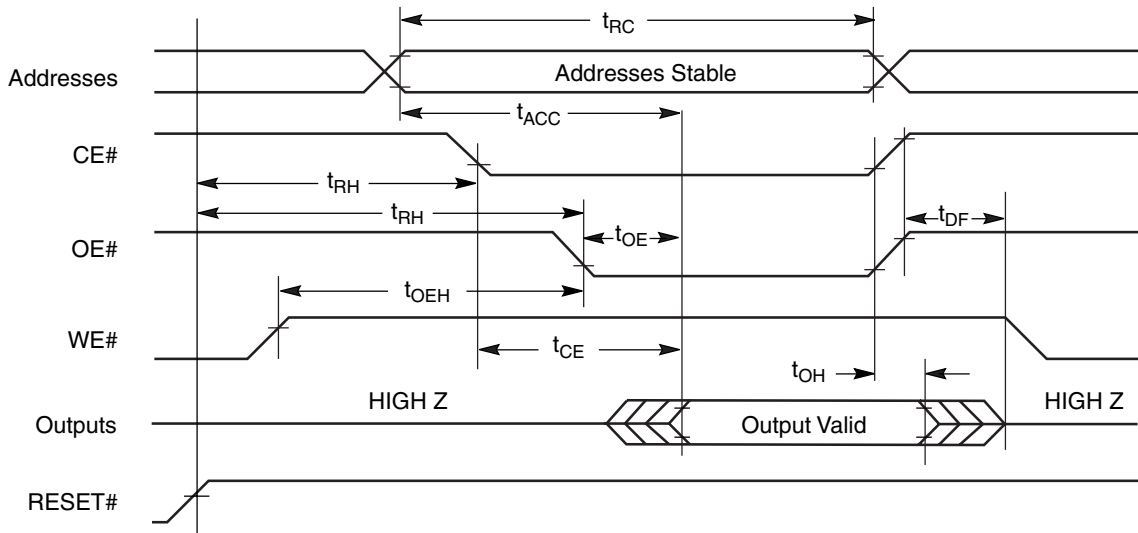 tRC
Addresses
Addresses Stable
tACC
CE#
tRH
tRH
tOE
tDF
OE#
tOEH
WE#
tCE
tOH
HIGH Z
HIGH Z
Outputs
Output Valid
RESET#